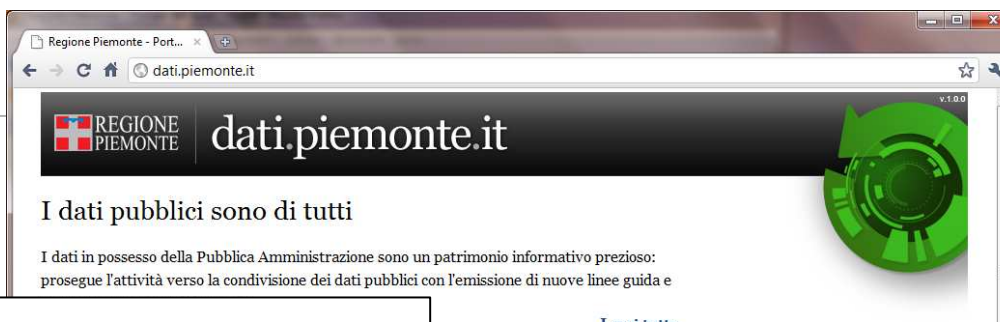 Regione Piemonte - Port...
dati.piemonte.it
v.1.0.0
REGIONE
PIEMONTE
dati.piemonte.it
I dati pubblici sono di tutti
I dati in possesso della Pubblica Amministrazione sono un patrimonio informativo prezioso:
prosegue l'attività verso la condivisione dei dati pubblici con l'emissione di nuove linee guida e